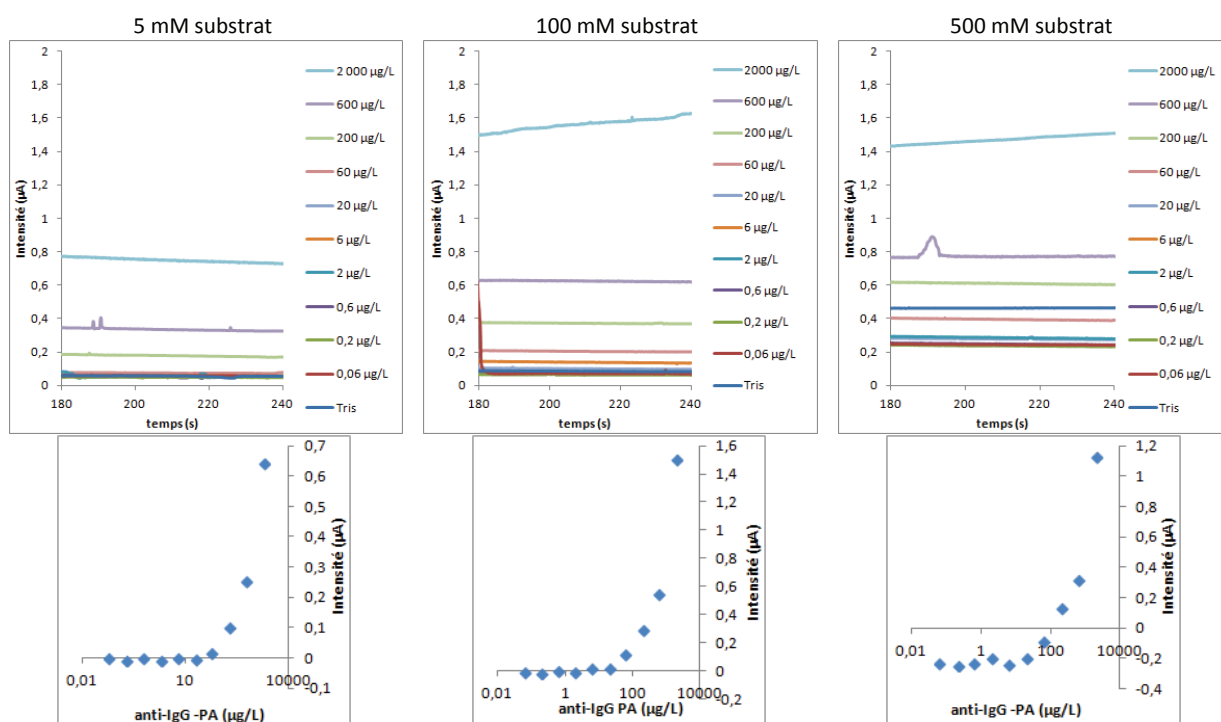 5 mM substrat
100 mM substrat
500 mM substrat
2
1,8
1,6
1,4
1,2
1
0,8
0,6
0,4
0,2
0
Intensité (µA)
180
200
220
240
temps (s)
2 000 µg/L
600 µg/L
200 µg/L
60 µg/L
20 µg/L
6 µg/L
2 µg/L
0,6 µg/L
0,2 µg/L
0,06 µg/L
Tris
2
1,8
1,6
1,4
1,2
1
0,8
0,6
0,4
0,2
0
Intensité (µA)
180
200
220
240
temps (s)
2000 µg/L
600 µg/L
200 µg/L
60 µg/L
20 µg/L
6 µg/L
2 µg/L
0,6 µg/L
0,2 µg/L
0,06 µg/L
Tris
2
1,8
1,6
1,4
1,2
1
0,8
0,6
0,4
0,2
0
Intensité (µA)
180
200
220
240
temps (s)
2000 µg/L
600 µg/L
200 µg/L
60 µg/L
20 µg/L
6 µg/L
2 µg/L
0,6 µg/L
0,2 µg/L
0,06 µg/L
Tris
0,7
0,6
0,5
0,4
0,3
0,2
0,1
0
-0,1
Intensité (µA)
0,01
10
10000
anti-IgG -PA (µg/L)
1,6
1,4
1,2
1
0,8
0,6
0,4
0,2
0
-0,2
Intensité (µA)
0,01
1
100
10000
anti-IgG PA (µg/L)
1,2
1
0,8
0,6
0,4
0,2
0
-0,2
-0,4
Intensité (µA)
0,01
1
100
10000
anti-IgG -PA (µg/L)